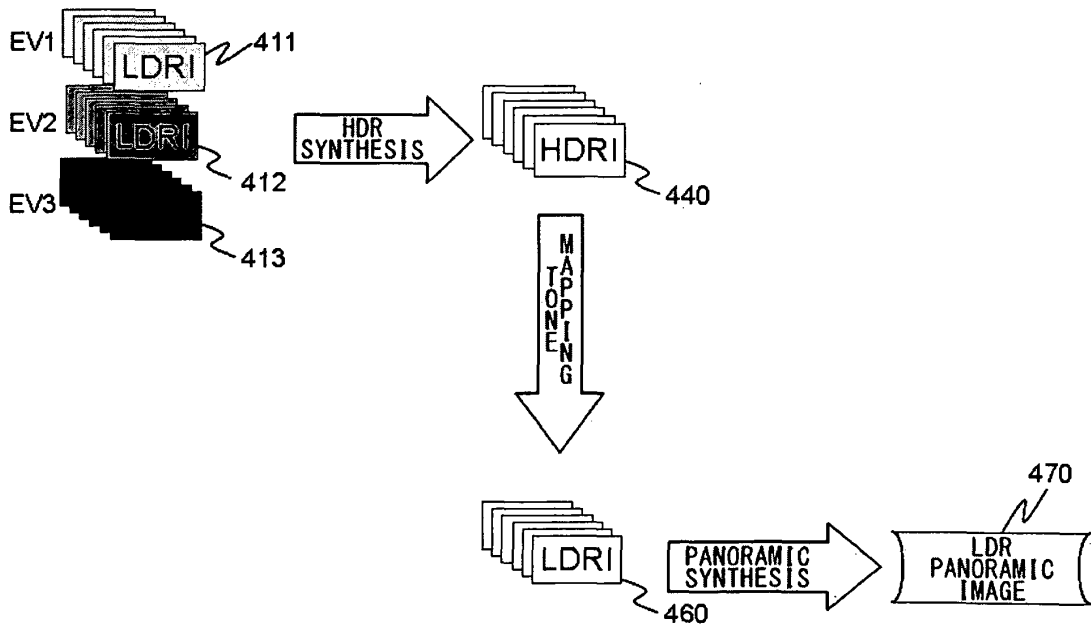 EV1
LDRI
411
EV2
LDRI
412
EV3
413
HDR
SYNTHESIS
HDRI
440
TONE
MAPPING
LDRI
460
PANORAMIC
SYNTHESIS
470
LDR
PANORAMIC
IMAGE